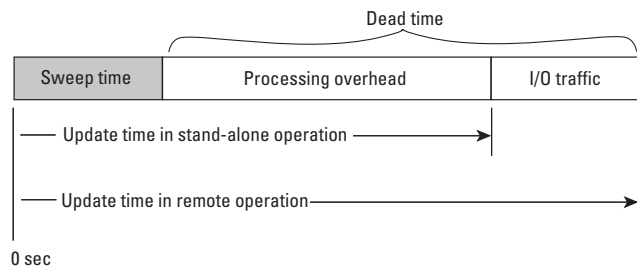 Dead time
Sweep time
Processing overhead
I/O traffic
Update time in stand-alone operation
Update time in remote operation
0 sec